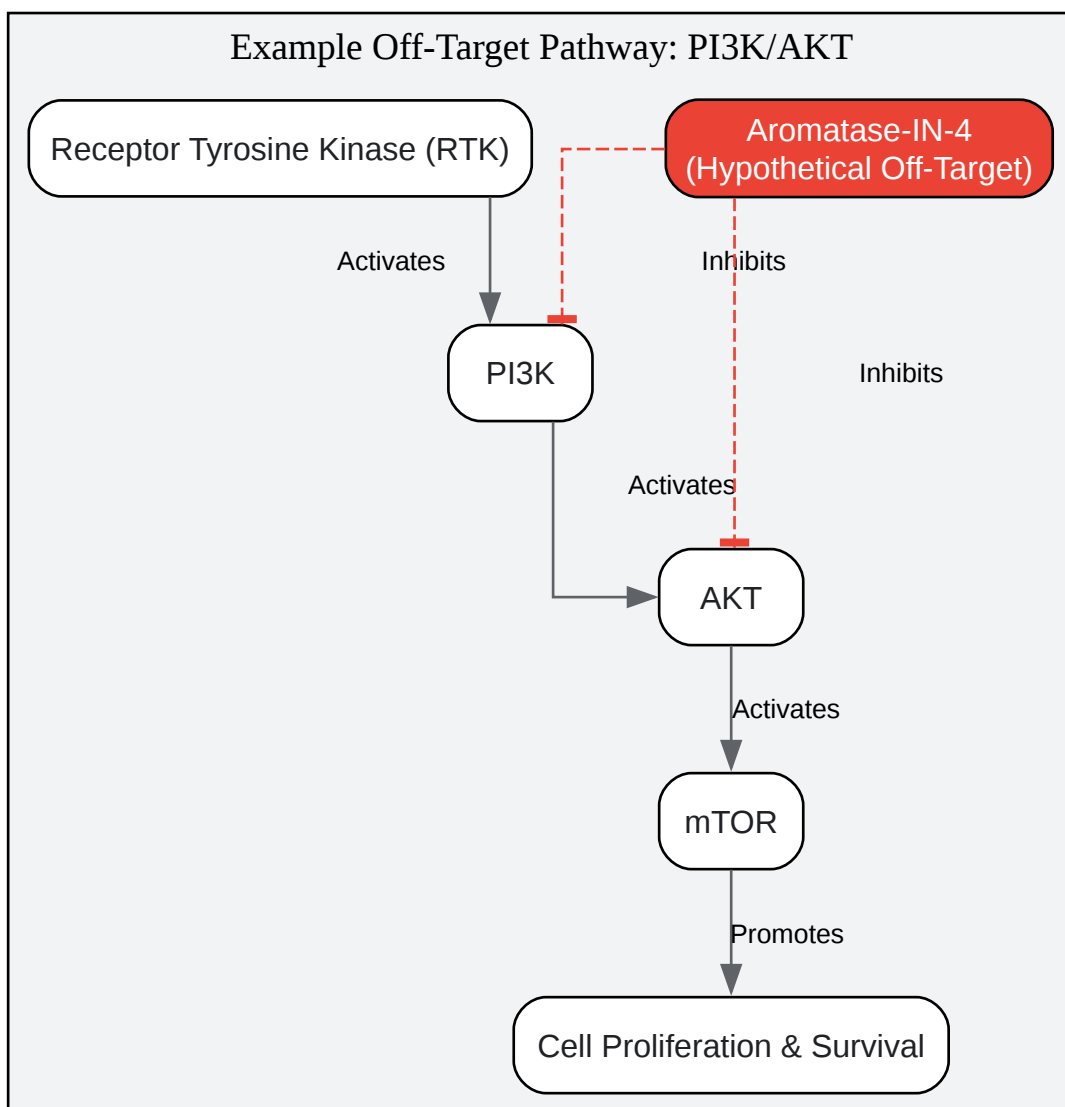 Example Off-Target Pathway: PI3K/AKT
Receptor Tyrosine Kinase (RTK)
Aromatase-IN-4
(Hypothetical Off-Target)
Activates
Inhibits
PI3K
Inhibits
Activates
AKT
Activates
mTOR
Promotes
Cell Proliferation & Survival